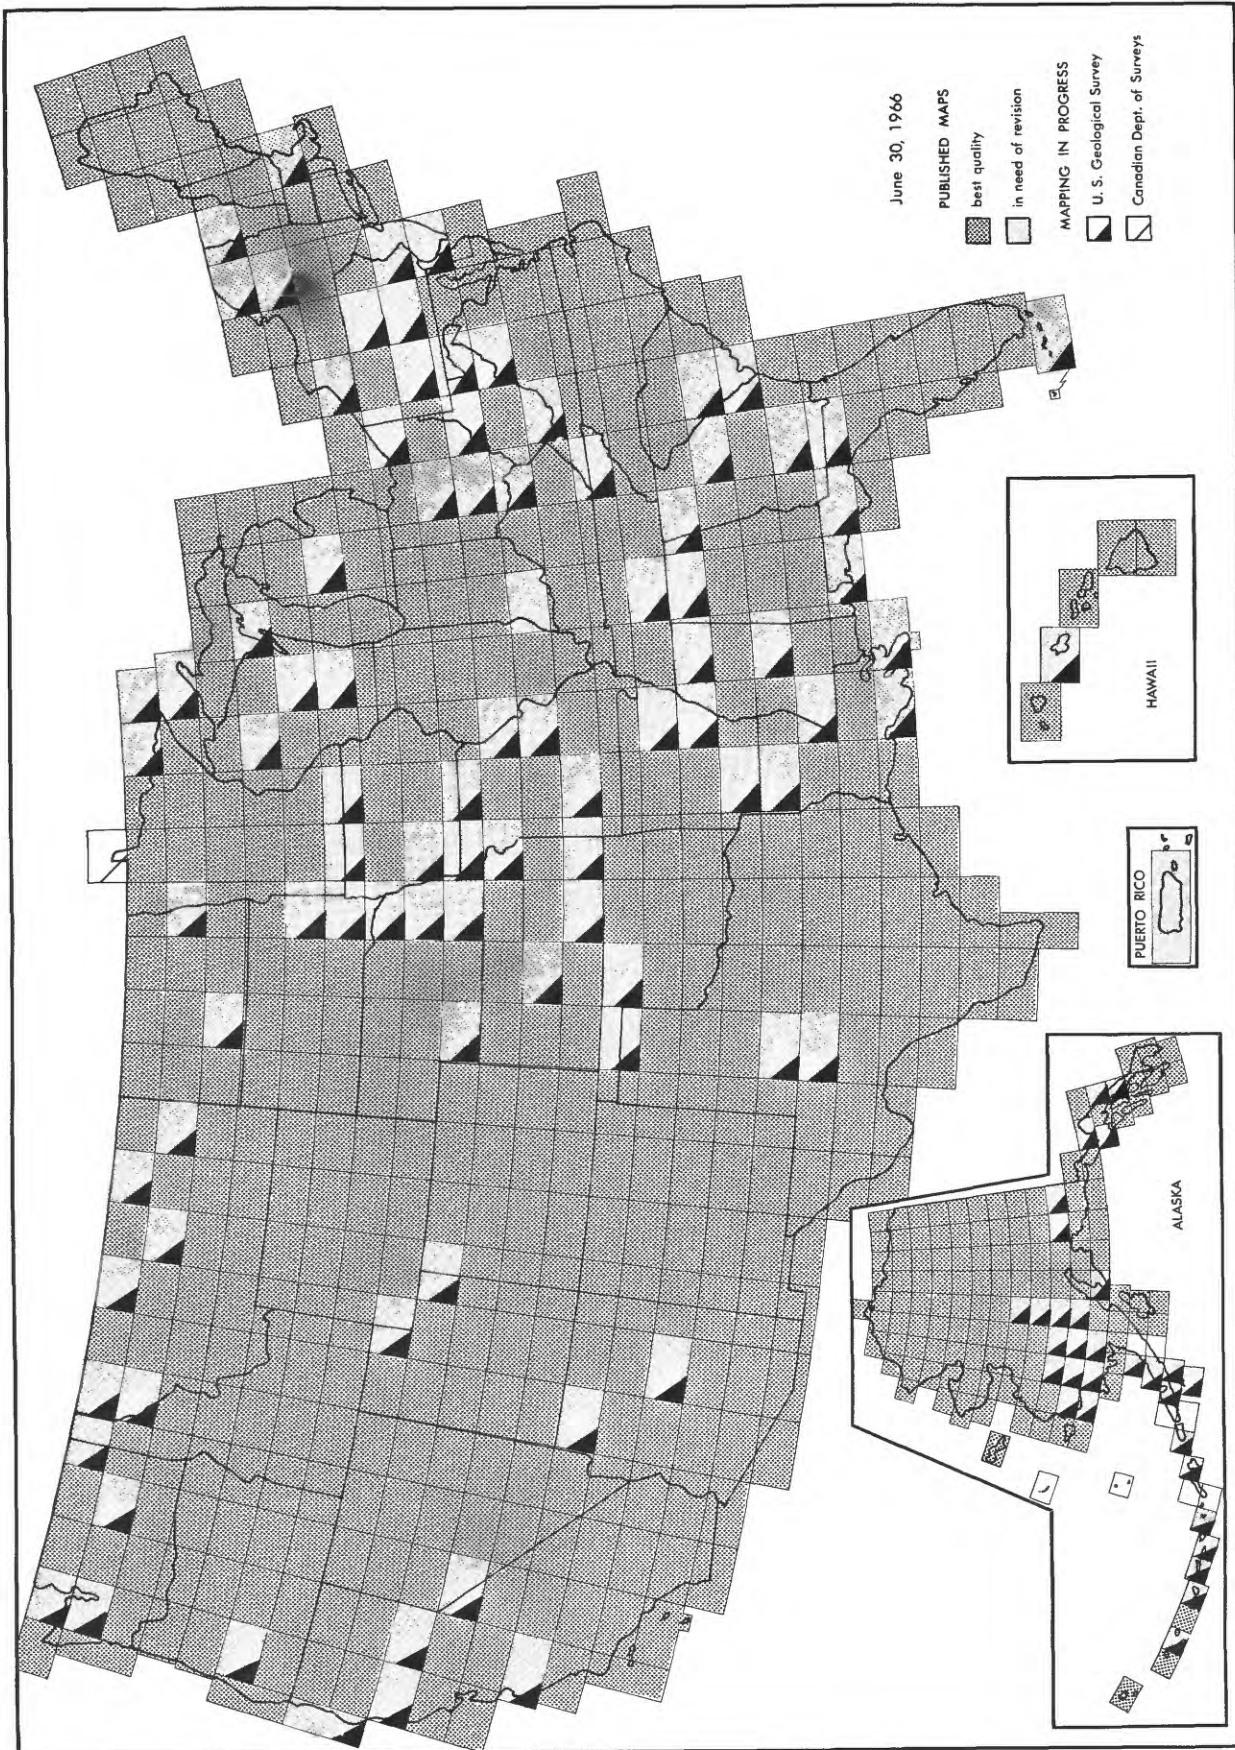 June 30, 1966
PUBLISHED MAPS
best quality
in need of revision
MAPPING IN PROGRESS
U. S. Geological Survey
Canadian Dept. of Surveys
HAWAII
PUERTO RICO
ALASKA